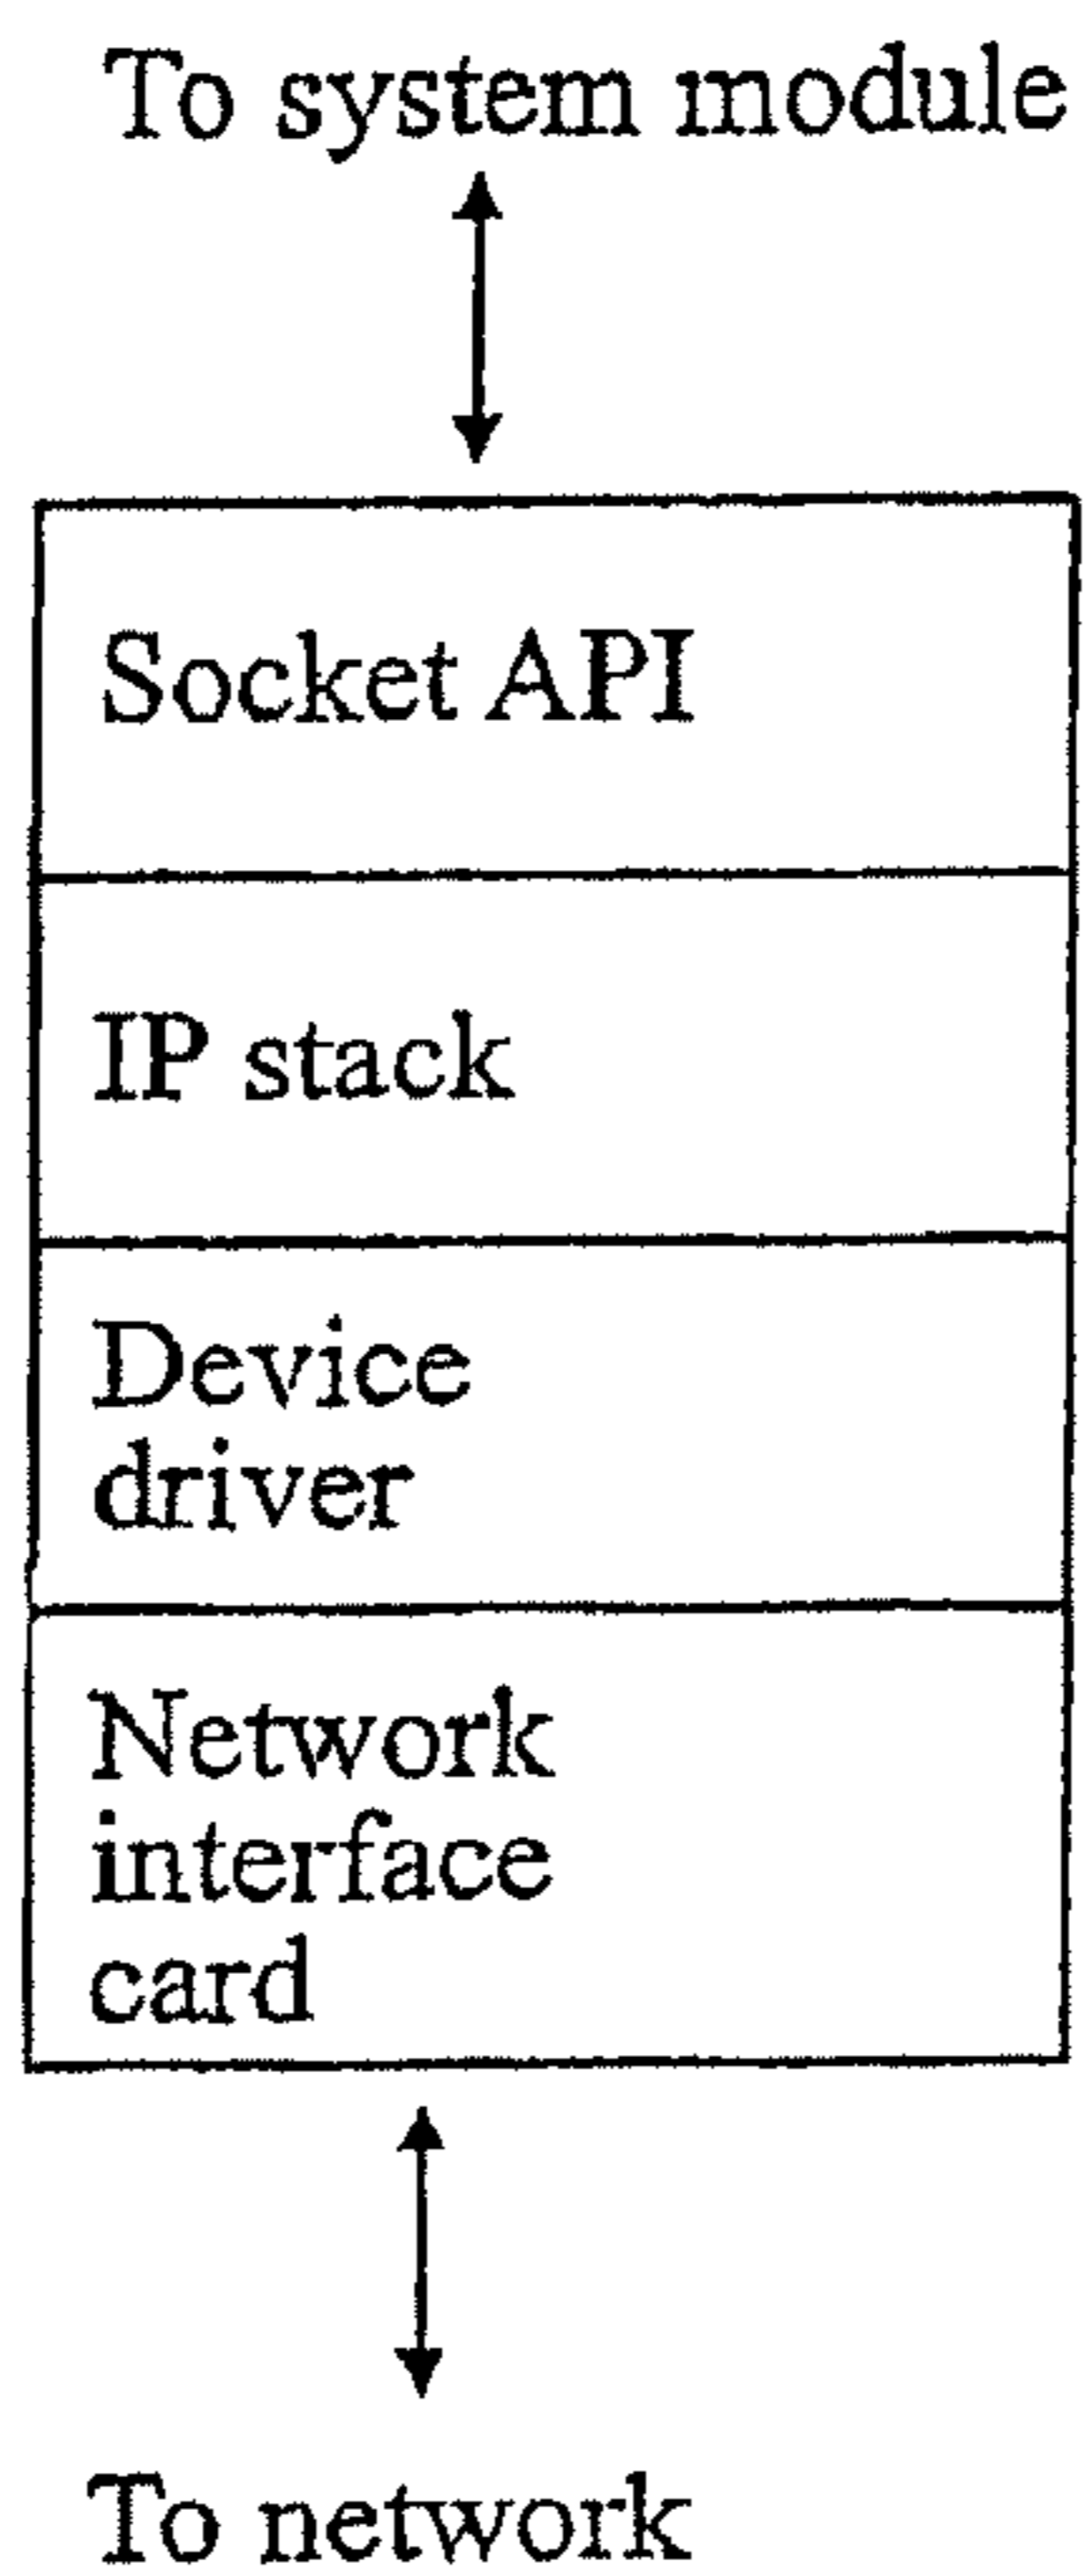 To system module
Socket API
IP stack
Device
driver
Network
interface
card
To network